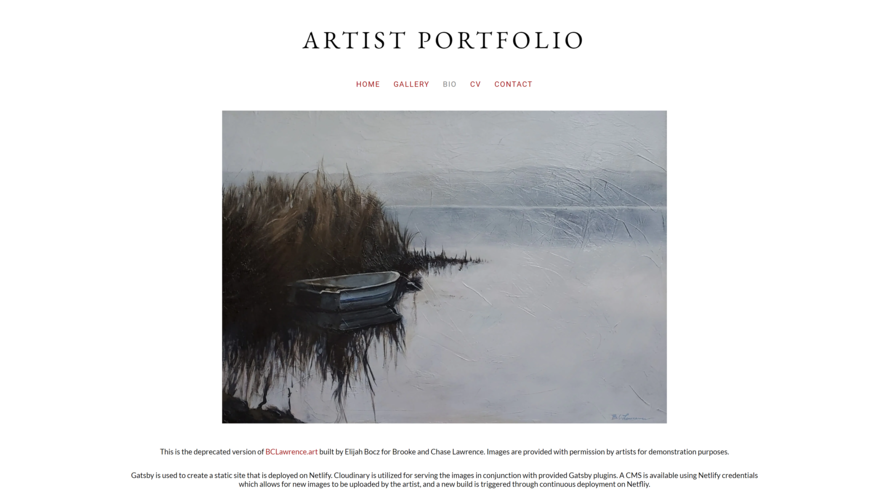 ARTIST PORTFOLIO
HOME GALLERY BIO CV CONTACT
This is the deprecated version of BCLawrence.art built by Elijah Bocz for Brooke and Chase Lawrence. Images are provided with permission by artists for demonstration purposes.
Gatsby is used to create a static site that is deployed on Netlify. Cloudinary is utilized for serving the images in conjunction with provided Gatsby plugins. A CMS is available using Netlify credentials
which allows for new images to be uploaded by the artist, and a new build is triggered through continuous deployment on Netfliy.